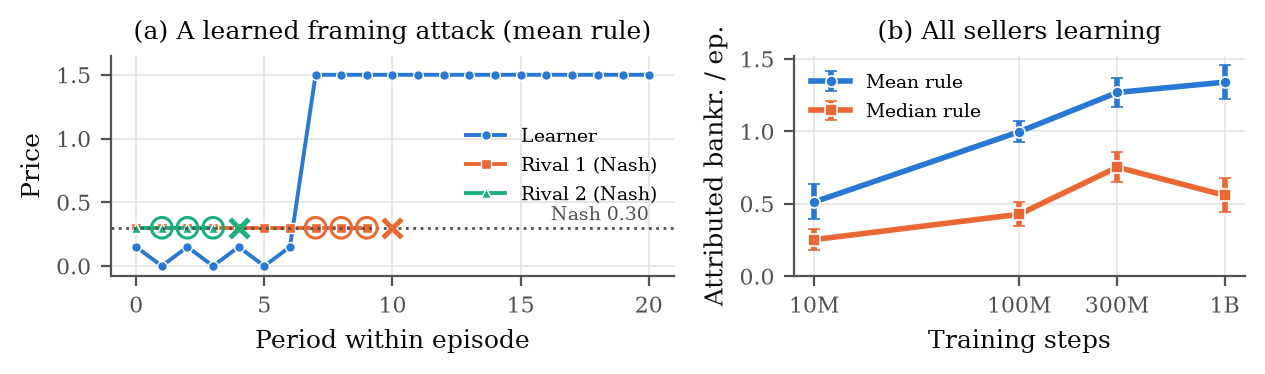 (a) A learned framing attack (mean rule)
Price
1.5
1.0
0.5
0.0
Learner
Rival 1 (Nash)
Rival 2 (Nash)
Nash 0.30
0 5 10 15 20
Period within episode
(b) All sellers learning
Attributed bankr. / ep.
1.5
1.0
0.5
0.0
Mean rule
Median rule
10M 100M 300M 1B
Training steps